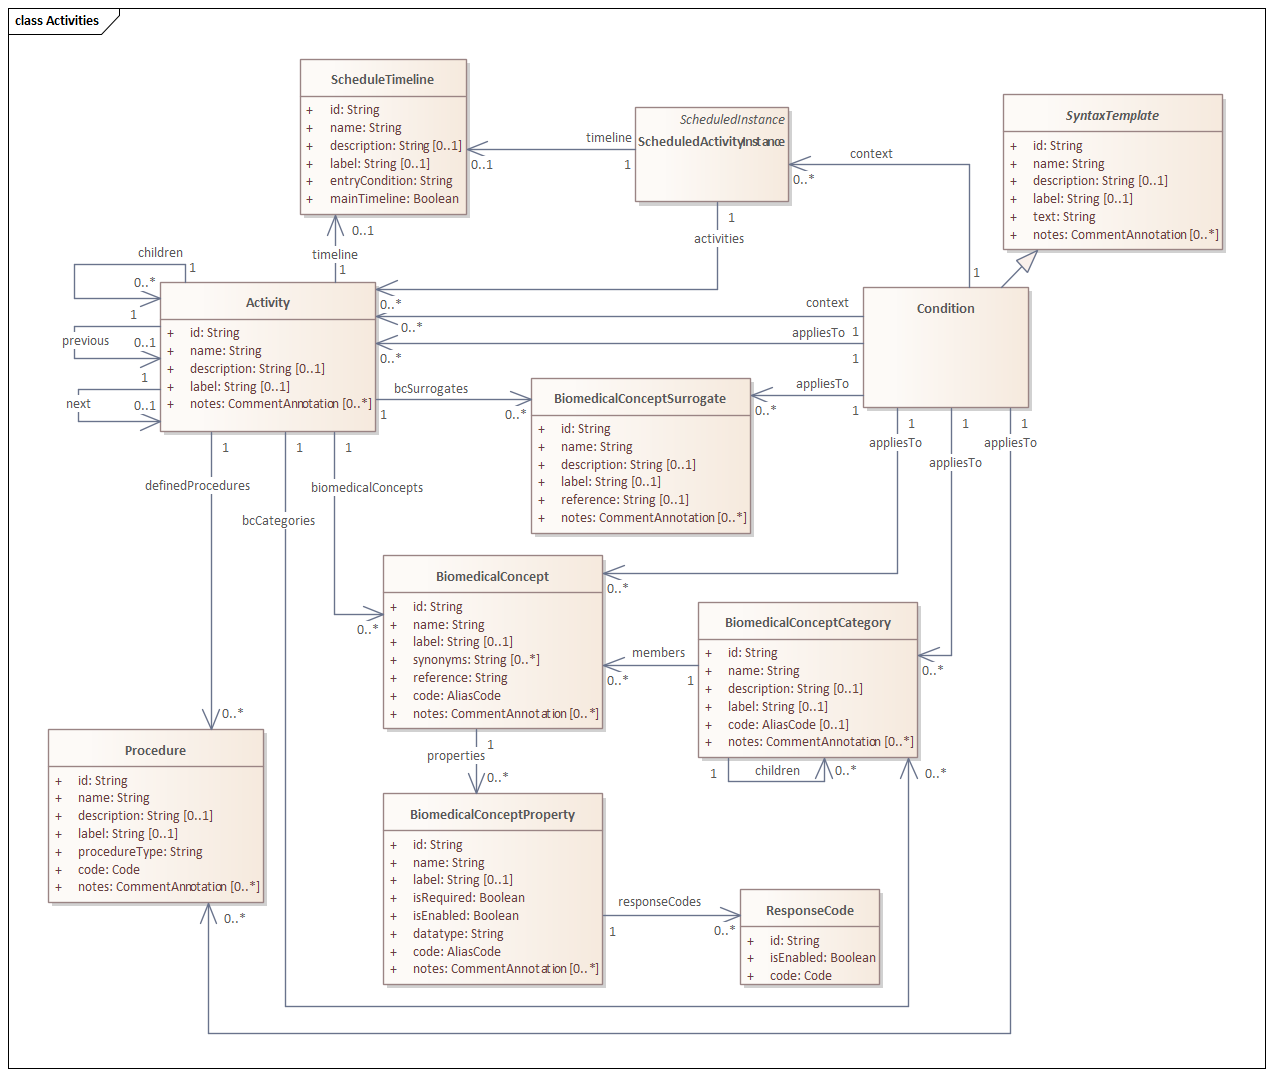 class Activities
ScheduleTimeline
+ id: String
+ name: String
+ description: String [0..1]
+ label: String [0..1]
+ entryCondition: String
+ mainTimeline: Boolean
timeline
0..1
1
ScheduledInstance
ScheduledActivityInstance
context
0..*
1
SyntaxTemplate
+ id: String
+ name: String
+ description: String [0..1]
+ label: String [0..1]
+ text: String
+ notes: CommentAnnotation [0..*]
0..1
timeline
1
1
activities
0..*
children
1
0..*
1
previous
0..1
1
next
0..1
Activity
+ id: String
+ name: String
+ description: String [0..1]
+ label: String [0..1]
+ notes: CommentAnnotation [0..*]
context
0..*
1
appliesTo
0..*
1
Condition
bcSurrogates
1
0..*
appliesTo
0..*
1
BiomedicalConceptSurrogate
+ id: String
+ name: String
+ description: String [0..1]
+ label: String [0..1]
+ reference: String [0..1]
+ notes: CommentAnnotation [0..*]
1
appliesTo
1
appliesTo
1
appliesTo
1
definedProcedures
0..*
1
bcCategories
1
biomedicalConcepts
0..*
BiomedicalConcept
+ id: String
+ name: String
+ label: String [0..1]
+ synonyms: String [0..*]
+ reference: String
+ code: AliasCode
+ notes: CommentAnnotation [0..*]
0..*
members
0..*
1
BiomedicalConceptCategory
+ id: String
+ name: String
+ description: String [0..1]
+ label: String [0..1]
+ code: AliasCode [0..1]
+ notes: CommentAnnotation [0..*]
0..*
1
children
0..*
0..*
1
properties
0..*
Procedure
+ id: String
+ name: String
+ description: String [0..1]
+ label: String [0..1]
+ procedureType: String
+ code: Code
+ notes: CommentAnnotation [0..*]
0..*
BiomedicalConceptProperty
+ id: String
+ name: String
+ label: String [0..1]
+ isRequired: Boolean
+ isEnabled: Boolean
+ datatype: String
+ code: AliasCode
+ notes: CommentAnnotation [0..*]
responseCodes
1
0..*
ResponseCode
+ id: String
+ isEnabled: Boolean
+ code: Code